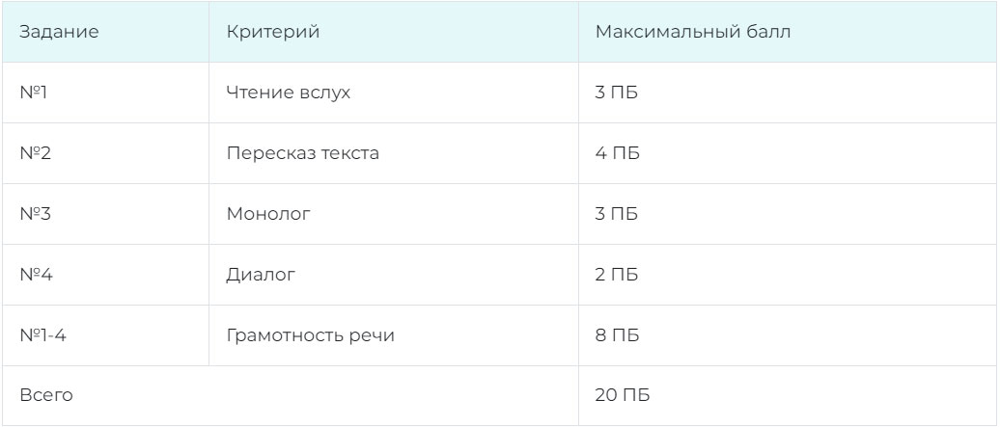 Задание Критерий Максимальный балл
№1 Чтение вслух 3 ПБ
№2 Пересказ текста 4 ПБ
№3 Монолог 3 ПБ
№4 Диалог 2 ПБ
№1-4 Грамотность речи 8 ПБ
Всего 20 ПБ